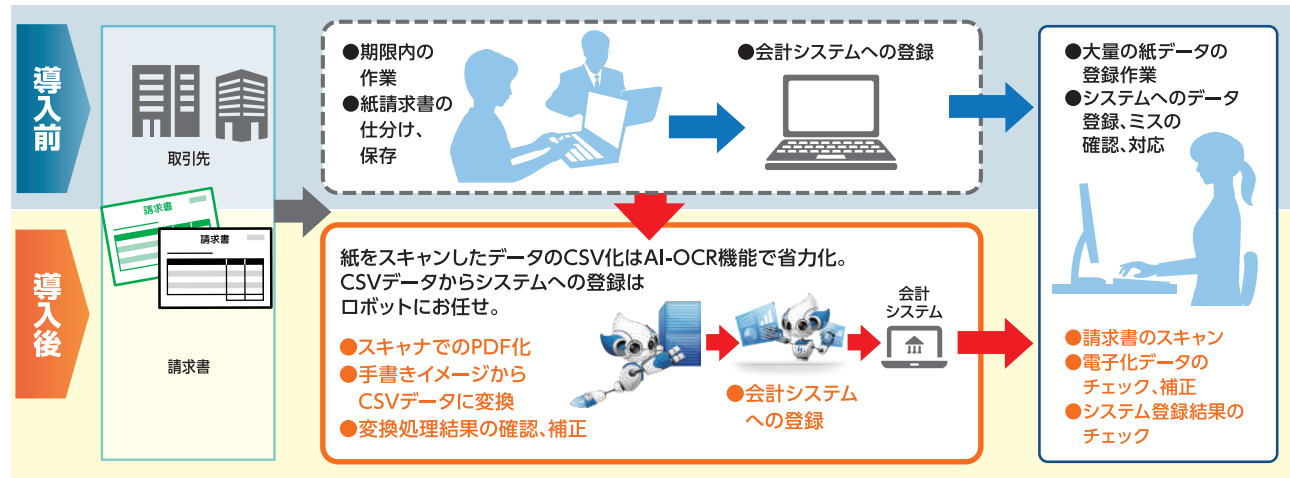 導入前
取引先
●期限内の
作業
●紙請求書の
仕分け、
保存
●会計システムへの登録
●大量の紙データの
登録作業
●システムへのデータ
登録、ミスの
確認、対応
導入後
請求書
請求書
請求書
紙をスキャンしたデータのCSV化はAI-OCR機能で省力化。
CSVデータからシステムへの登録は
ロボットにお任せ。
●スキャナでのPDF化
●手書きイメージから
CSVデータに変換
●変換処理結果の確認、補正
●会計システム
への登録
会計
システム
●請求書のスキャン
●電子化データの
チェック、補正
●システム登録結果の
チェック